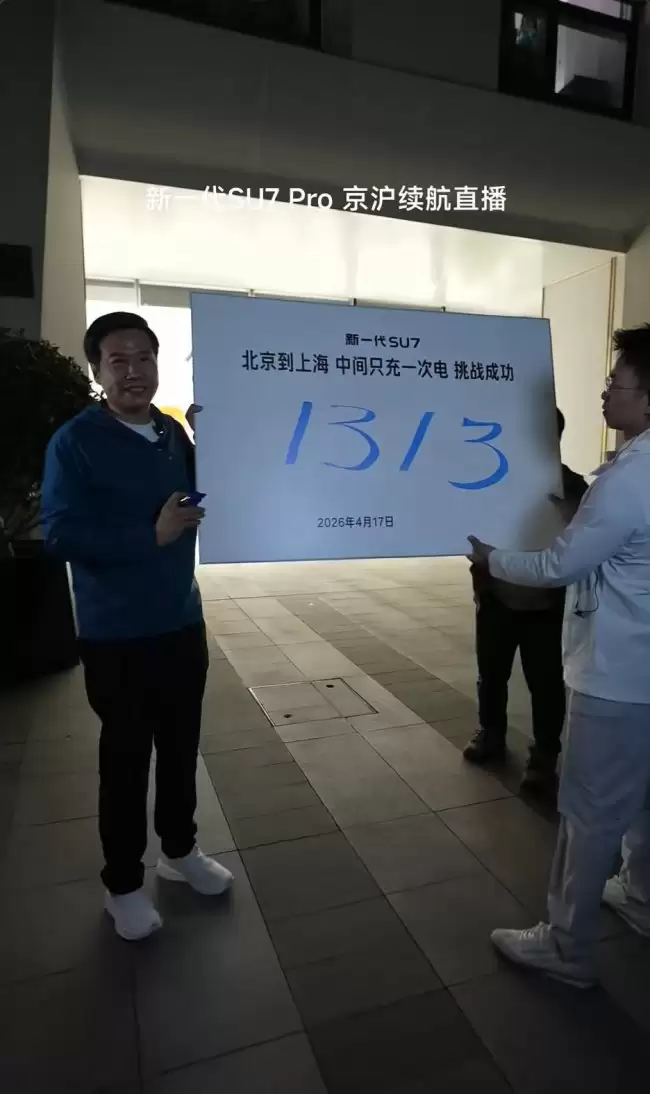 新一代SU7 Pro 京沪续航直播
新一代SU7
北京到上海 中间只充一次电 挑战成功
1313
2026年4月17日